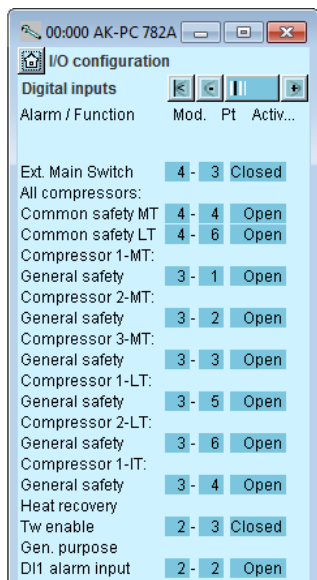 00:000 AK-PC 782A
I/O configuration
Digital inputs
Alarm / Function Mod. Pt Activ...
Ext. Main Switch 4 - 3 Closed
All compressors:
Common safety MT 4 - 4 Open
Common safety LT 4 - 6 Open
Compressor 1-MT:
General safety 3 - 1 Open
Compressor 2-MT:
General safety 3 - 2 Open
Compressor 3-MT:
General safety 3 - 3 Open
Compressor 1-LT:
General safety 3 - 5 Open
Compressor 2-LT:
General safety 3 - 6 Open
Compressor 1-IT:
General safety 3 - 4 Open
Heat recovery
Tw enable 2 - 3 Closed
Gen. purpose
DI1 alarm input 2 - 2 Open